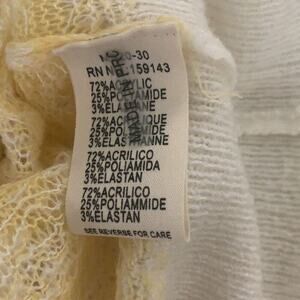 RN N 159143
72%ACRYLIC
25%POLYAMIDE
3%ELASTANE
MADE IN PRC
72%ACRYLIQUE
25%POLYAMIDE
3%ELASTHANNE
72%ACRILICO
25%POLIAMIDA
3%ELASTAN
72%ACRILICO
25%POLIAMMIDE
3%ELASTAN
SEE REVERSE FOR CARE